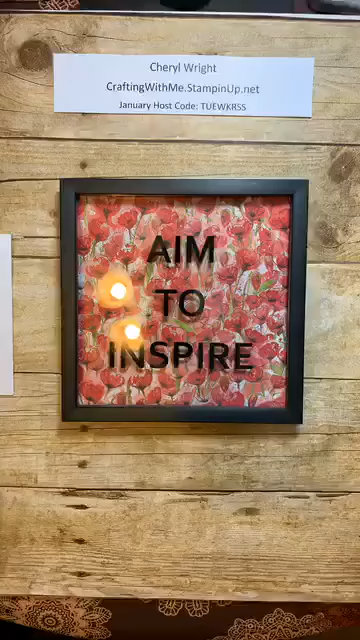 Cheryl Wright
CraftingWithMe.StampinUp.net
January Host Code: TUEWKRSS
AIM
TO
INSPIRE